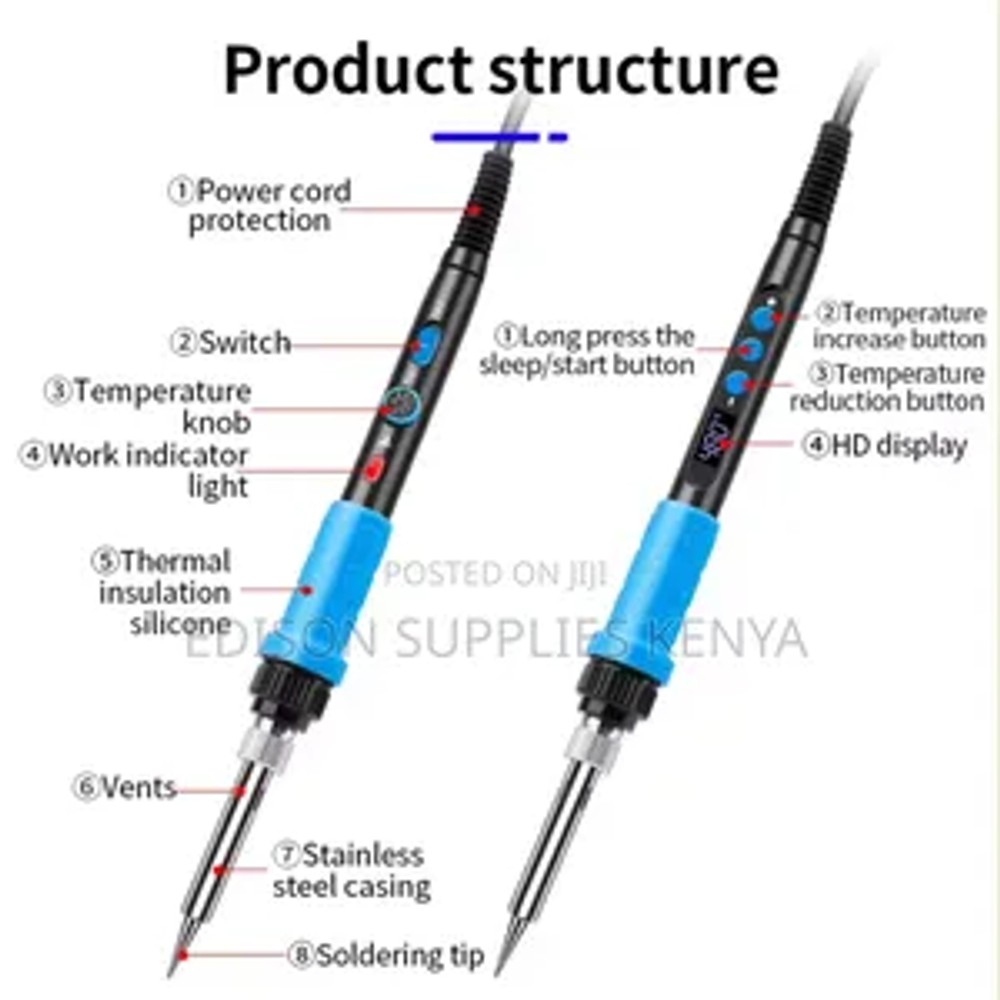 Product structure
①Power cord
protection
②Switch
③Temperature
knob
④Work indicator
light
⑤Thermal
insulation
silicone
⑥Vents
⑦Stainless
steel casing
⑧Soldering tip
①Long press the
sleep/start button
②Temperature
increase button
③Temperature
reduction button
④HD display
POSTED ON JIJI
EDISON SUPPLIES KENYA